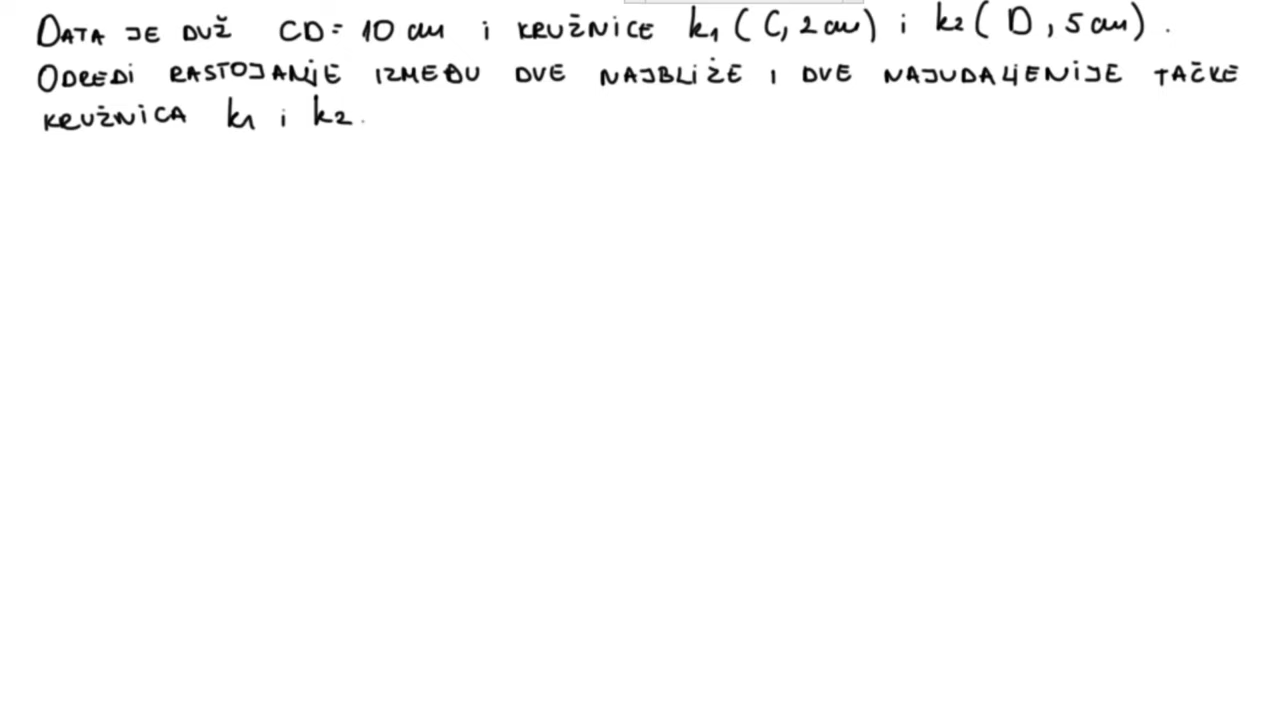 DATA JE DUŽ CD = 10 cm i KRUŽNICE k₁ (C, 2 cm) i k₂ (D, 5 cm).
ODREDI RASTOJANJE IZMEĐU DVE NAJBLIŽE I DVE NAJUDALJENIJE TAČKE
KRUŽNICA k₁ i k₂.